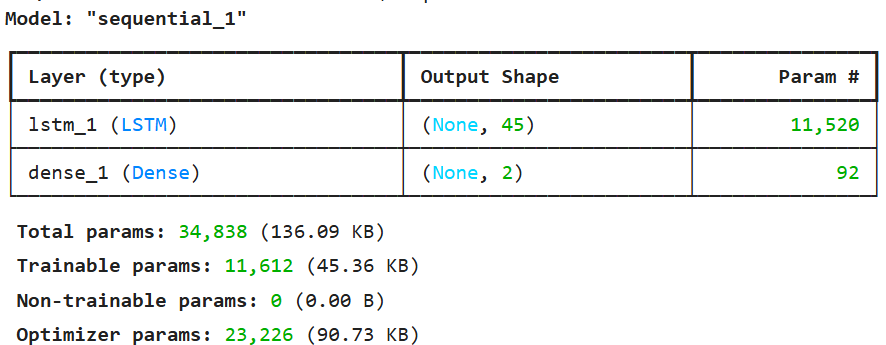 Model: "sequential_1"
Layer (type) Output Shape Param #
lstm_1 (LSTM) (None, 45) 11,520
dense_1 (Dense) (None, 2) 92
Total params: 34,838 (136.09 KB)
Trainable params: 11,612 (45.36 KB)
Non-trainable params: 0 (0.00 B)
Optimizer params: 23,226 (90.73 KB)